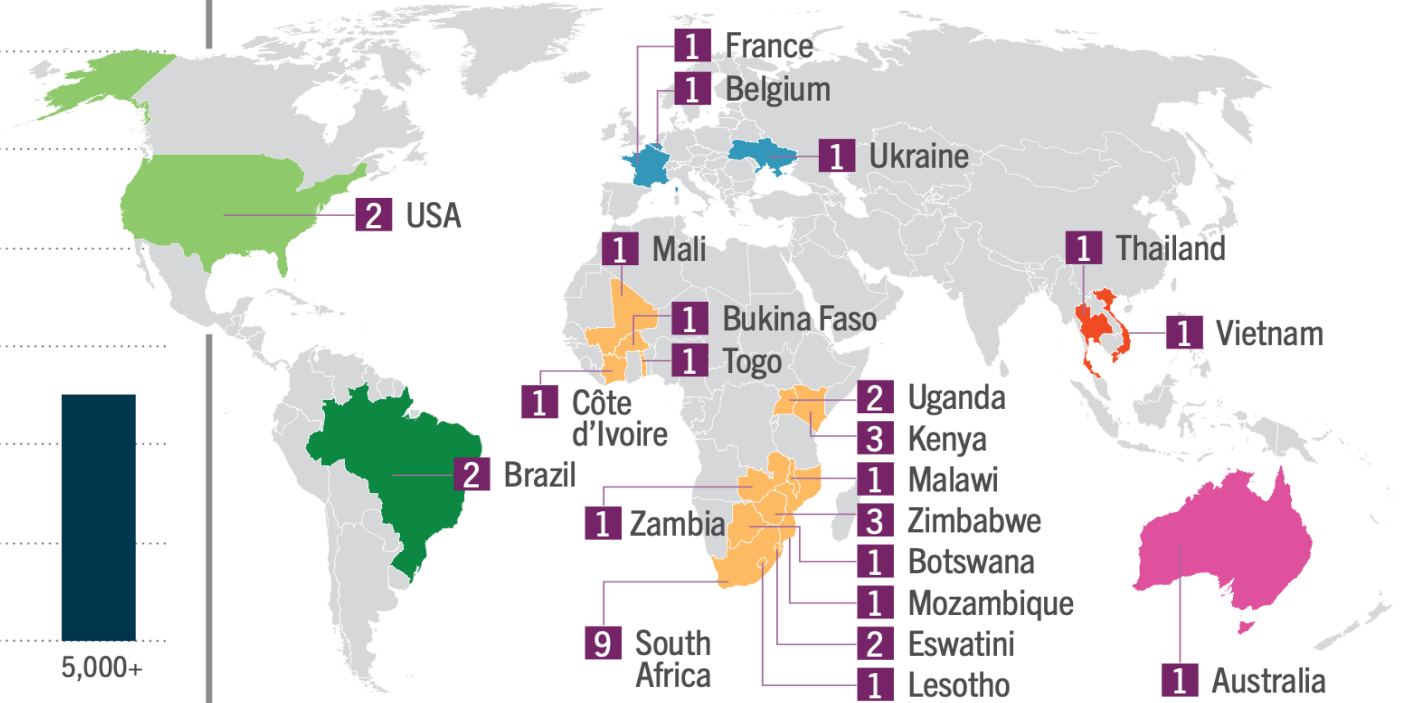 1 France
1 Belgium
1 Ukraine
2 USA
1 Mali
1 Thailand
1 Bukina Faso
1 Vietnam
1 Togo
1 Côte
d'Ivoire
2 Uganda
3 Kenya
2 Brazil
1 Malawi
1 Zambia
3 Zimbabwe
1 Botswana
1 Mozambique
9 South
Africa
2 Eswatini
1 Lesotho
1 Australia
5,000+